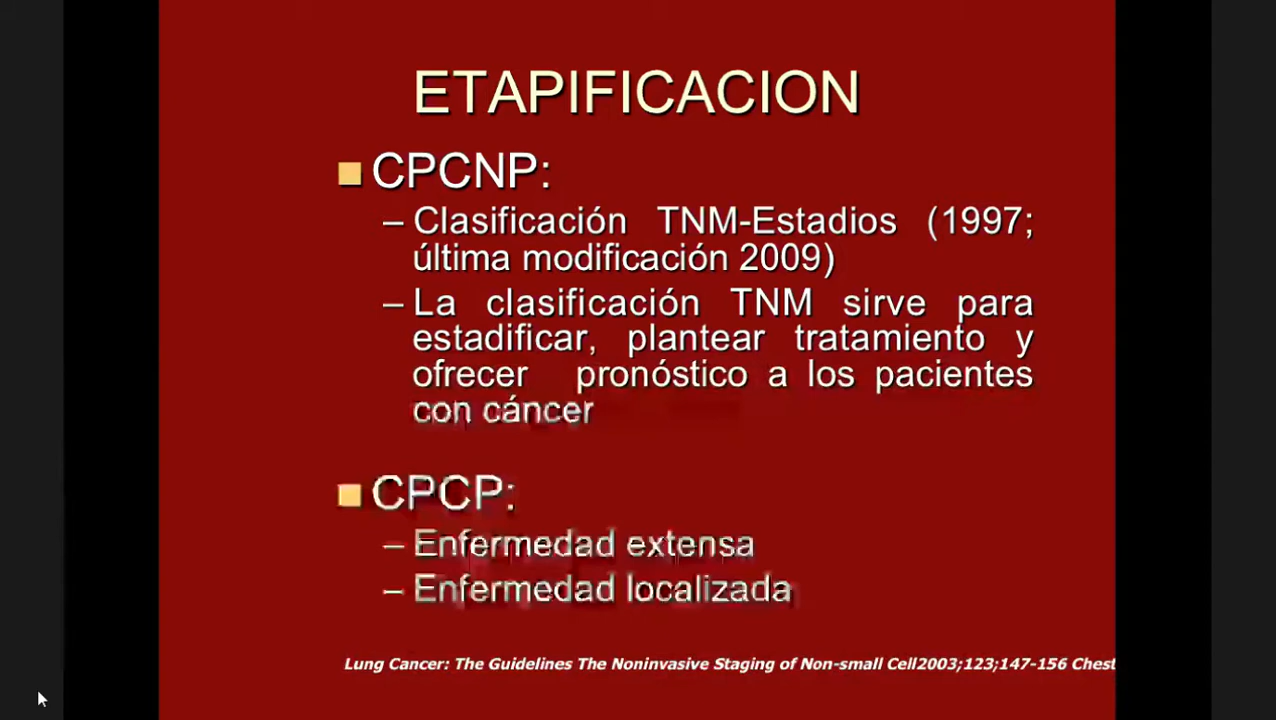 ETAPIFICACION
CPCNP:
– Clasificación TNM-Estadios (1997;
última modificación 2009)
– La clasificación TNM sirve para
estadificar, plantear tratamiento y
ofrecer pronóstico a los pacientes
con cáncer
CPCP:
– Enfermedad extensa
– Enfermedad localizada
Lung Cancer: The Guidelines The Noninvasive Staging of Non-small Cell2003;123;147-156 Chest